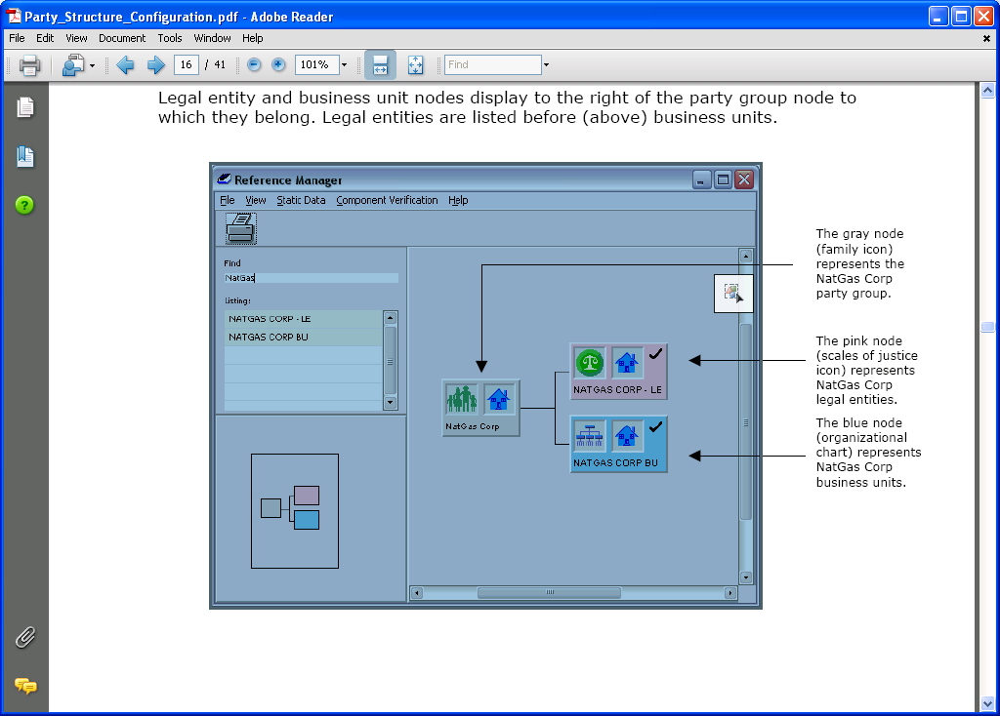 Party_Structure_Configuration.pdf - Adobe Reader
File Edit View Document Tools Window Help
16 / 41 101% Find
Legal entity and business unit nodes display to the right of the party group node to
which they belong. Legal entities are listed before (above) business units.
Reference Manager
File View Static Data Component Verification Help
Find
NatGas
Listing:
NATGAS CORP - LE
NATGAS CORP BU
NatGas Corp
NATGAS CORP - LE
NATGAS CORP BU
The gray node
(family icon)
represents the
NatGas Corp
party group.
The pink node
(scales of justice
icon) represents
NatGas Corp
legal entities.
The blue node
(organizational
chart) represents
NatGas Corp
business units.